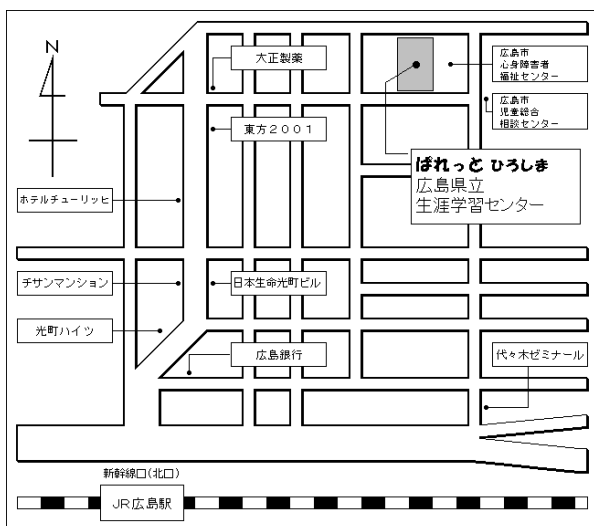 N
大正製薬
広島市
心身障害者
福祉センター
広島市
児童総合
相談センター
東方2001
ぱれっと ひろしま
広島県立
生涯学習センター
ホテルチューリッヒ
チサンマンション
日本生命光町ビル
光町ハイツ
広島銀行
代々木ゼミナール
新幹線口(北口)
JR広島駅